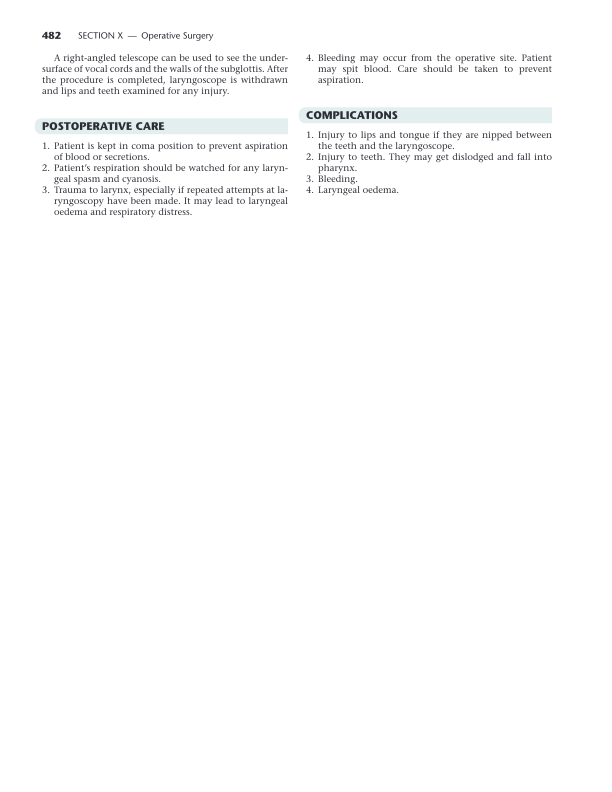 482 SECTION X — Operative Surgery
A right-angled telescope can be used to see the under-
surface of vocal cords and the walls of the subglottis. After
the procedure is completed, laryngoscope is withdrawn
and lips and teeth examined for any injury.
POSTOPERATIVE CARE
1. Patient is kept in coma position to prevent aspiration
of blood or secretions.
2. Patient’s respiration should be watched for any laryn-
geal spasm and cyanosis.
3. Trauma to larynx, especially if repeated attempts at la-
ryngoscopy have been made. It may lead to laryngeal
oedema and respiratory distress.
4. Bleeding may occur from the operative site. Patient
may spit blood. Care should be taken to prevent
aspiration.
COMPLICATIONS
1. Injury to lips and tongue if they are nipped between
the teeth and the laryngoscope.
2. Injury to teeth. They may get dislodged and fall into
pharynx.
3. Bleeding.
4. Laryngeal oedema.